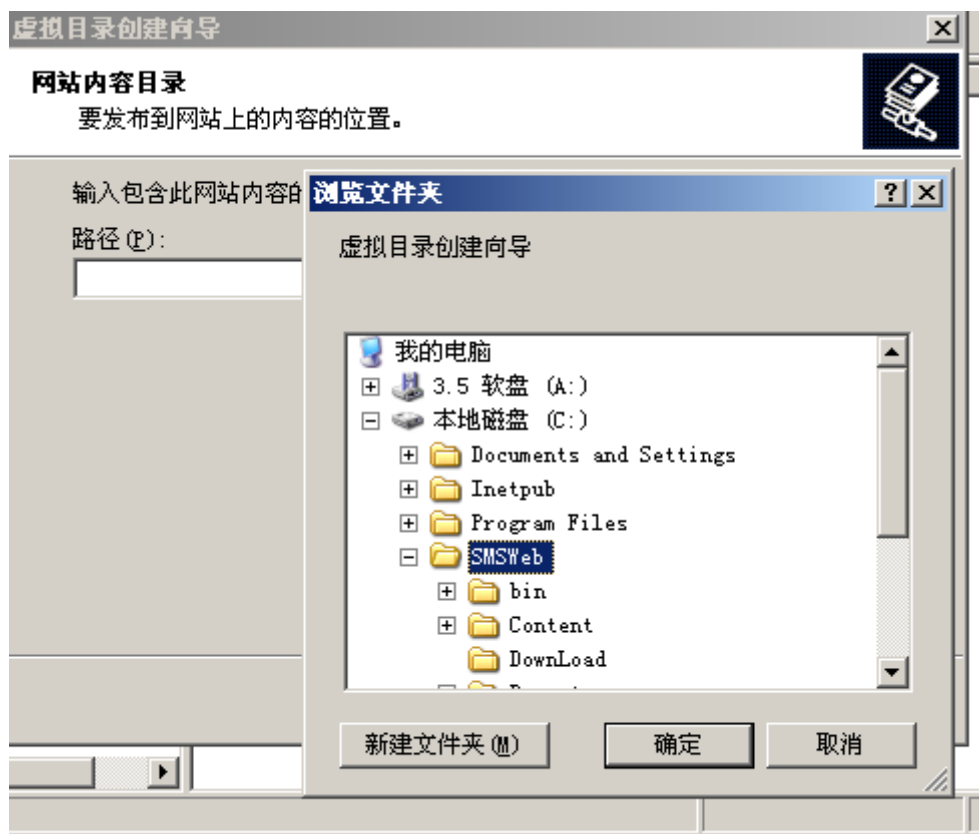 虚拟目录创建向导
网站内容目录
要发布到网站上的内容的位置。
输入包含此网站内容的
路径(P):
浏览文件夹
虚拟目录创建向导
我的电脑
3.5 软盘 (A:)
本地磁盘 (C:)
Documents and Settings
Inetpub
Program Files
SMSWeb
bin
Content
DownLoad
新建文件夹(M)
确定
取消